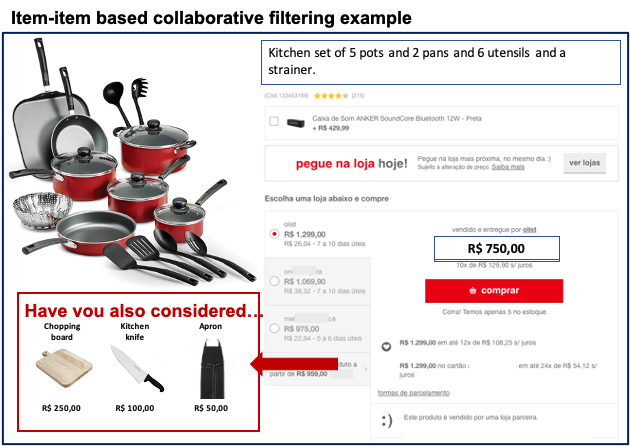 Item-item based collaborative filtering example
Kitchen set of 5 pots and 2 pans and 6 utensils and a
strainer.
(Cód.133453169) (215)
Caixa de Som ANKER SoundCore Bluetooth 12W - Preta
+ R$ 429,99
pegue na loja hoje!
Pegue na loja mais próxima, no mesmo dia :)
Sujeito a alteração de preço. Saiba mais
ver lojas
Escolha uma loja abaixo e compre
olist
R$ 1.299,00
R$ 26,04 - 7 a 10 dias úteis
R$ 1.069,90
R$ 38,32 - 7 a 10 dias úteis
R$ 975,00
R$ 22,94 - 5 a 6 dias úteis
duto a
partir de R$ 959,00
vendido e entregue por olist
R$ 750,00
10x de R$ 129,90 s/ juros
comprar
Corra! Temos apenas 5 no estoque
R$ 1.299,00 em até 12x de R$ 108,25 s/ juros
R$ 1.299,00 no cartão em até 24x de R$ 54,12 s/
juros
formas de parcelamento
:) Este produto é vendido por uma loja parceira.
Have you also considered…
Chopping
board
Kitchen
knife
Apron
R$ 250,00
R$ 100,00
R$ 50,00